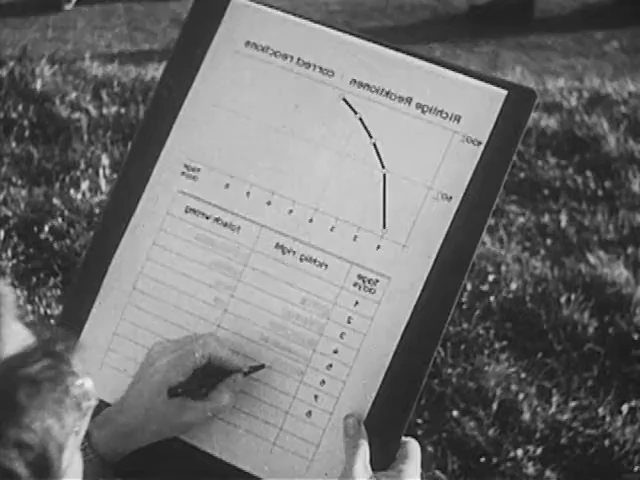 Richtige Reaktionen : correct reactions
100%
50%
1 2 3 4 5 6 7 8 Tage
days
Tage
days richtig right falsch wrong
1
2
3
4
5
6
7
8